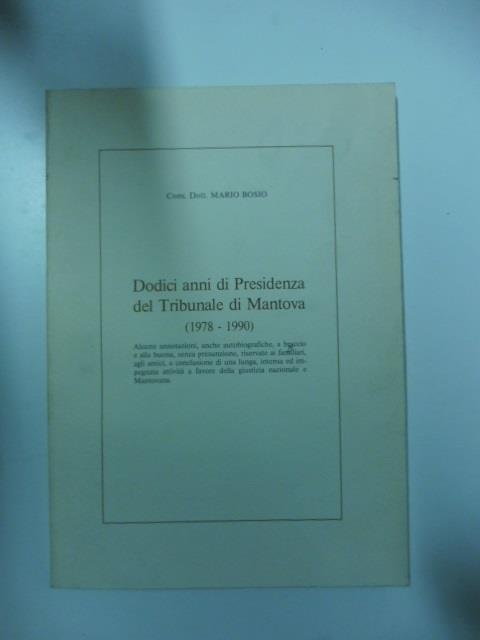 Cons. Dott. MARIO BOSIO
Dodici anni di Presidenza
del Tribunale di Mantova
(1978 - 1990)
Alcune annotazioni, anche autobiografiche, a braccio
e alla buona, senza presunzione, riservate ai familiari,
agli amici, a conclusione di una lunga, intensa ed im-
pegnata attività a favore della giustizia nazionale e
Mantovana.